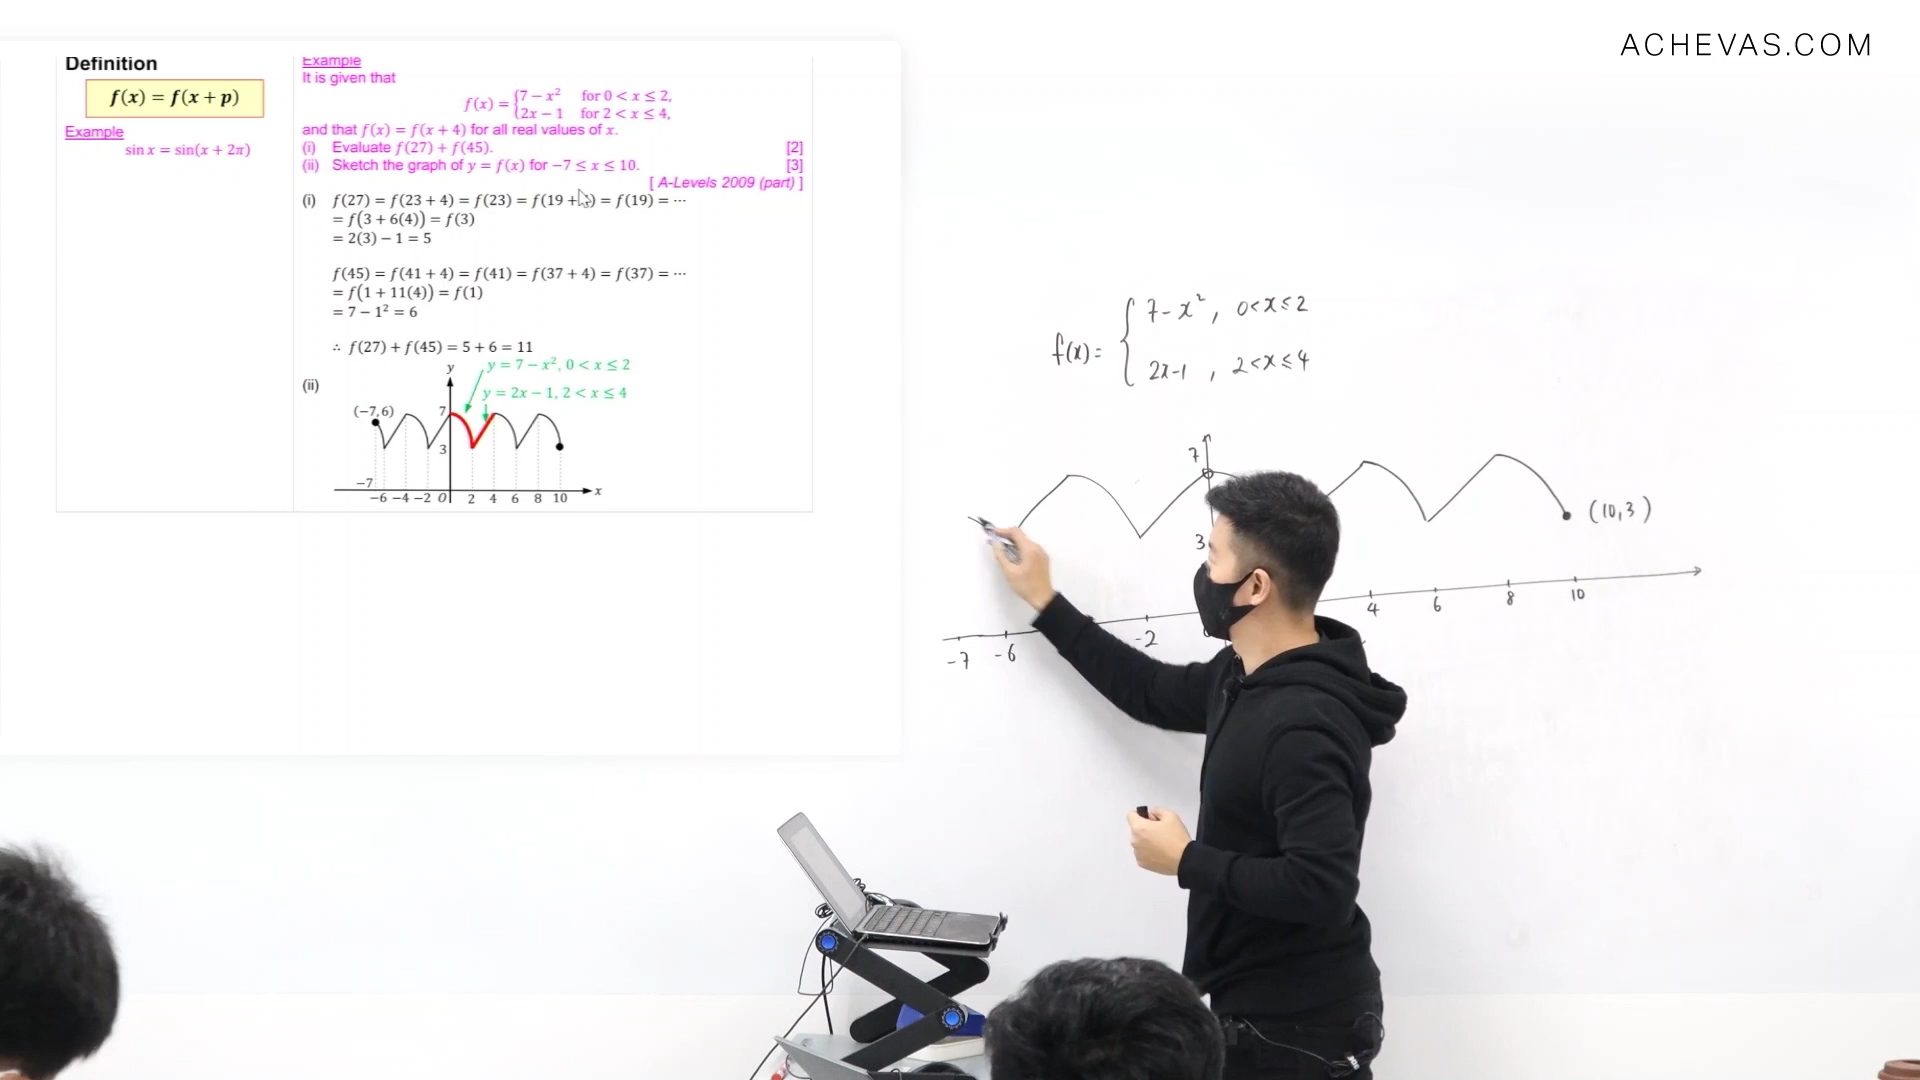 ACHEVAS.COM
Definition
f(x) = f(x + p)
Example
sin x = sin(x + 2π)
Example
It is given that
f(x) = {7 − x² for 0 < x ≤ 2,
2x − 1 for 2 < x ≤ 4,
and that f(x) = f(x + 4) for all real values of x.
(i) Evaluate f(27) + f(45). [2]
(ii) Sketch the graph of y = f(x) for −7 ≤ x ≤ 10. [3]
[ A-Levels 2009 (part) ]
(i) f(27) = f(23 + 4) = f(23) = f(19 + ) = f(19) = ⋯
= f(3 + 6(4)) = f(3)
= 2(3) − 1 = 5
f(45) = f(41 + 4) = f(41) = f(37 + 4) = f(37) = ⋯
= f(1 + 11(4)) = f(1)
= 7 − 1² = 6
∴ f(27) + f(45) = 5 + 6 = 11
(ii)
y
y = 7 − x², 0 < x ≤ 2
y = 2x − 1, 2 < x ≤ 4
(−7, 6)
7
3
−7
−6 −4 −2 0 2 4 6 8 10
x
f(x) = { 7 - x² , 0 < x ≤ 2
2x - 1 , 2 < x ≤ 4
7
3
(10, 3)
-7 -6 -2 4 6 8 10